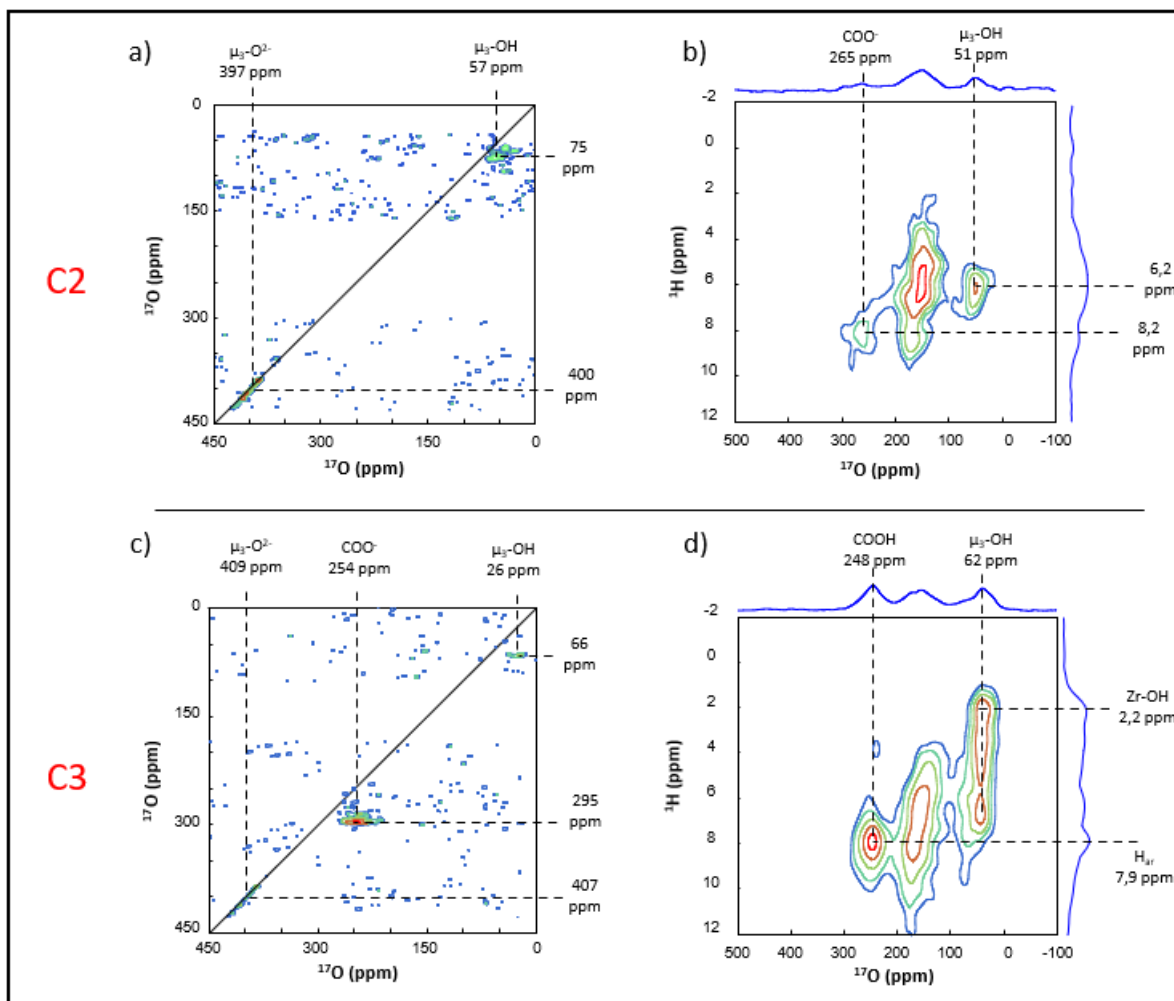 C2
a)
μ₃-O²⁻
397 ppm
μ₃-OH
57 ppm
0
150
300
450
¹⁷O (ppm)
75
ppm
400
ppm
450
300
150
0
¹⁷O (ppm)
b)
COO⁻
265 ppm
μ₃-OH
51 ppm
-2
0
2
4
6
8
10
12
¹H (ppm)
6,2
ppm
8,2
ppm
500
400
300
200
100
0
-100
¹⁷O (ppm)
C3
c)
μ₃-O²⁻
409 ppm
COO⁻
254 ppm
μ₃-OH
26 ppm
0
150
300
450
¹⁷O (ppm)
66
ppm
295
ppm
407
ppm
450
300
150
0
¹⁷O (ppm)
d)
COOH
248 ppm
μ₃-OH
62 ppm
-2
0
2
4
6
8
10
12
¹H (ppm)
Zr-OH
2,2 ppm
Hₐᵣ
7,9 ppm
500
400
300
200
100
0
-100
¹⁷O (ppm)